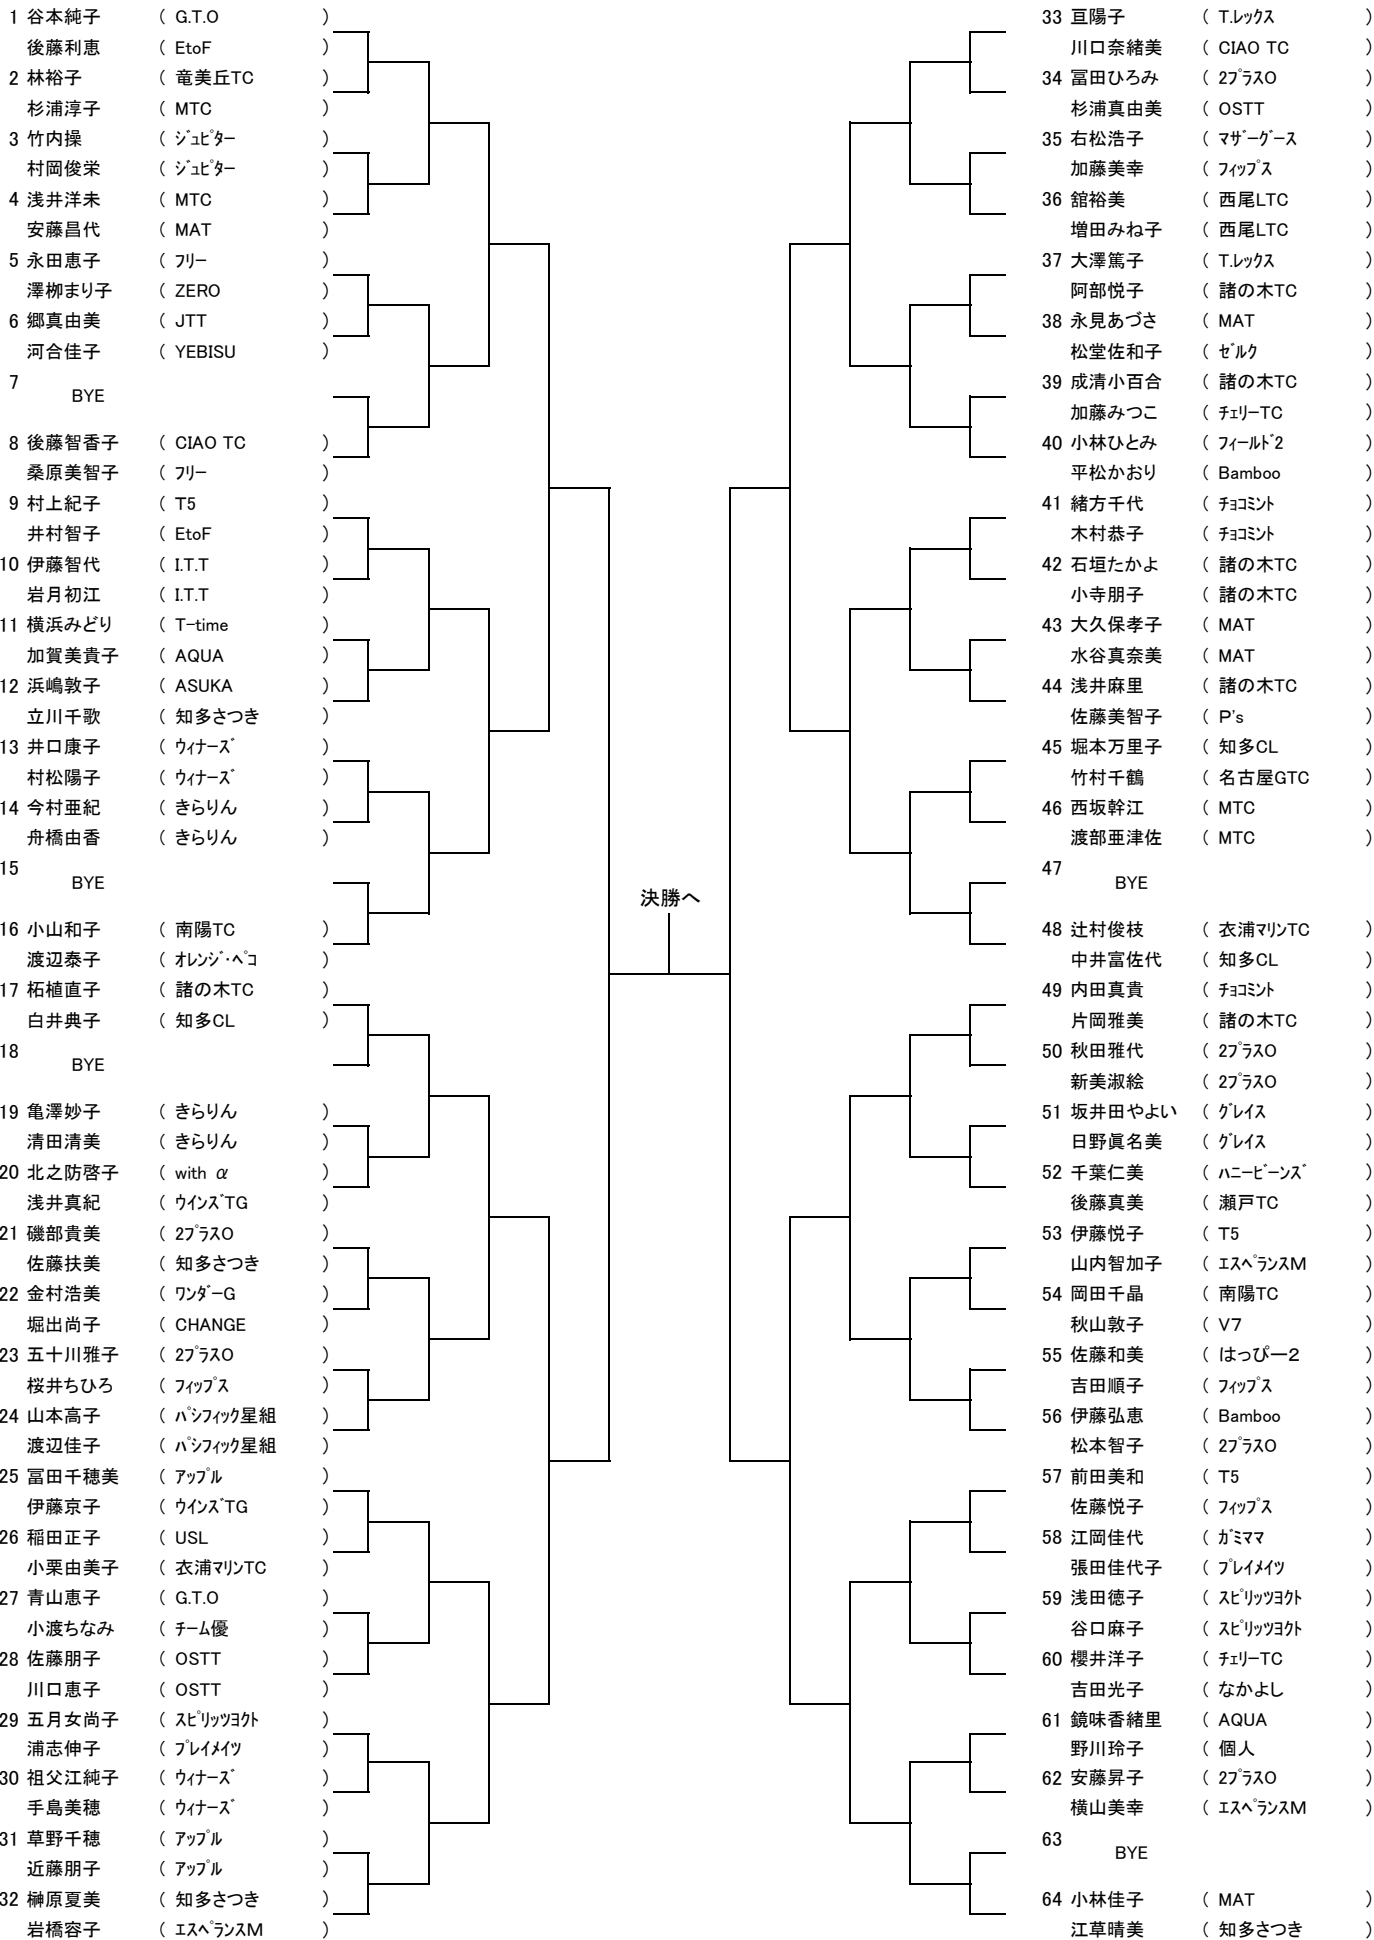 1 谷本純子 ( G.T.O )
後藤利恵 ( EtoF )
2 林裕子 ( 竜美丘TC )
杉浦淳子 ( MTC )
3 竹内操 ( ｼﾞｭﾋﾟﾀｰ )
村岡俊栄 ( ｼﾞｭﾋﾟﾀｰ )
4 浅井洋未 ( MTC )
安藤昌代 ( MAT )
5 永田恵子 ( ﾌﾘｰ )
澤栁まり子 ( ZERO )
6 郷真由美 ( JTT )
河合佳子 ( YEBISU )
7
BYE
8 後藤智香子 ( CIAO TC )
桑原美智子 ( ﾌﾘｰ )
9 村上紀子 ( T5 )
井村智子 ( EtoF )
10 伊藤智代 ( I.T.T )
岩月初江 ( I.T.T )
11 横浜みどり ( T-time )
加賀美貴子 ( AQUA )
12 浜嶋敦子 ( ASUKA )
立川千歌 ( 知多さつき )
13 井口康子 ( ｳｨﾅｰｽﾞ )
村松陽子 ( ｳｨﾅｰｽﾞ )
14 今村亜紀 ( きらりん )
舟橋由香 ( きらりん )
15
BYE
16 小山和子 ( 南陽TC )
渡辺泰子 ( ｵﾚﾝｼﾞ･ﾍﾟｺ )
17 柘植直子 ( 諸の木TC )
白井典子 ( 知多CL )
18
BYE
19 亀澤妙子 ( きらりん )
清田清美 ( きらりん )
20 北之防啓子 ( with α )
浅井真紀 ( ｳｲﾝｽﾞTG )
21 磯部貴美 ( 2ﾌﾟﾗｽO )
佐藤扶美 ( 知多さつき )
22 金村浩美 ( ﾜﾝﾀﾞｰG )
堀出尚子 ( CHANGE )
23 五十川雅子 ( 2ﾌﾟﾗｽO )
桜井ちひろ ( ﾌｨｯﾌﾟｽ )
24 山本高子 ( ﾊﾟｼﾌｨｯｸ星組 )
渡辺佳子 ( ﾊﾟｼﾌｨｯｸ星組 )
25 冨田千穂美 ( ｱｯﾌﾟﾙ )
伊藤京子 ( ｳｲﾝｽﾞTG )
26 稲田正子 ( USL )
小栗由美子 ( 衣浦ﾏﾘﾝTC )
27 青山恵子 ( G.T.O )
小渡ちなみ ( ﾁｰﾑ優 )
28 佐藤朋子 ( OSTT )
川口恵子 ( OSTT )
29 五月女尚子 ( ｽﾋﾟﾘｯﾂﾖｸﾄ )
浦志伸子 ( ﾌﾟﾚｲﾒｲﾂ )
30 祖父江純子 ( ｳｨﾅｰｽﾞ )
手島美穂 ( ｳｨﾅｰｽﾞ )
31 草野千穂 ( ｱｯﾌﾟﾙ )
近藤朋子 ( ｱｯﾌﾟﾙ )
32 榊原夏美 ( 知多さつき )
岩橋容子 ( ｴｽﾍﾟﾗﾝｽM )
決勝へ
33 亘陽子 ( T.ﾚｯｸｽ )
川口奈緒美 ( CIAO TC )
34 冨田ひろみ ( 2ﾌﾟﾗｽO )
杉浦真由美 ( OSTT )
35 右松浩子 ( ﾏｻﾞｰｸﾞｰｽ )
加藤美幸 ( ﾌｨｯﾌﾟｽ )
36 舘裕美 ( 西尾LTC )
増田みね子 ( 西尾LTC )
37 大澤篤子 ( T.ﾚｯｸｽ )
阿部悦子 ( 諸の木TC )
38 永見あづさ ( MAT )
松堂佐和子 ( ｾﾞﾙｸ )
39 成清小百合 ( 諸の木TC )
加藤みつこ ( ﾁｪﾘｰTC )
40 小林ひとみ ( ﾌｨｰﾙﾄﾞ2 )
平松かおり ( Bamboo )
41 緒方千代 ( ﾁｮｺﾐﾝﾄ )
木村恭子 ( ﾁｮｺﾐﾝﾄ )
42 石垣たかよ ( 諸の木TC )
小寺朋子 ( 諸の木TC )
43 大久保孝子 ( MAT )
水谷真奈美 ( MAT )
44 浅井麻里 ( 諸の木TC )
佐藤美智子 ( P's )
45 堀本万里子 ( 知多CL )
竹村千鶴 ( 名古屋GTC )
46 西坂幹江 ( MTC )
渡部亜津佐 ( MTC )
47
BYE
48 辻村俊枝 ( 衣浦ﾏﾘﾝTC )
中井富佐代 ( 知多CL )
49 内田真貴 ( ﾁｮｺﾐﾝﾄ )
片岡雅美 ( 諸の木TC )
50 秋田雅代 ( 2ﾌﾟﾗｽO )
新美淑絵 ( 2ﾌﾟﾗｽO )
51 坂井田やよい ( ｸﾞﾚｲｽ )
日野眞名美 ( ｸﾞﾚｲｽ )
52 千葉仁美 ( ﾊﾆｰﾋﾞｰﾝｽﾞ )
後藤真美 ( 瀬戸TC )
53 伊藤悦子 ( T5 )
山内智加子 ( ｴｽﾍﾟﾗﾝｽM )
54 岡田千晶 ( 南陽TC )
秋山敦子 ( V7 )
55 佐藤和美 ( はっぴー2 )
吉田順子 ( ﾌｨｯﾌﾟｽ )
56 伊藤弘恵 ( Bamboo )
松本智子 ( 2ﾌﾟﾗｽO )
57 前田美和 ( T5 )
佐藤悦子 ( ﾌｨｯﾌﾟｽ )
58 江岡佳代 ( ｶﾞﾐﾏﾏ )
張田佳代子 ( ﾌﾟﾚｲﾒｲﾂ )
59 浅田徳子 ( ｽﾋﾟﾘｯﾂﾖｸﾄ )
谷口麻子 ( ｽﾋﾟﾘｯﾂﾖｸﾄ )
60 櫻井洋子 ( ﾁｪﾘｰTC )
吉田光子 ( なかよし )
61 鏡味香緒里 ( AQUA )
野川玲子 ( 個人 )
62 安藤昇子 ( 2ﾌﾟﾗｽO )
横山美幸 ( ｴｽﾍﾟﾗﾝｽM )
63
BYE
64 小林佳子 ( MAT )
江草晴美 ( 知多さつき )